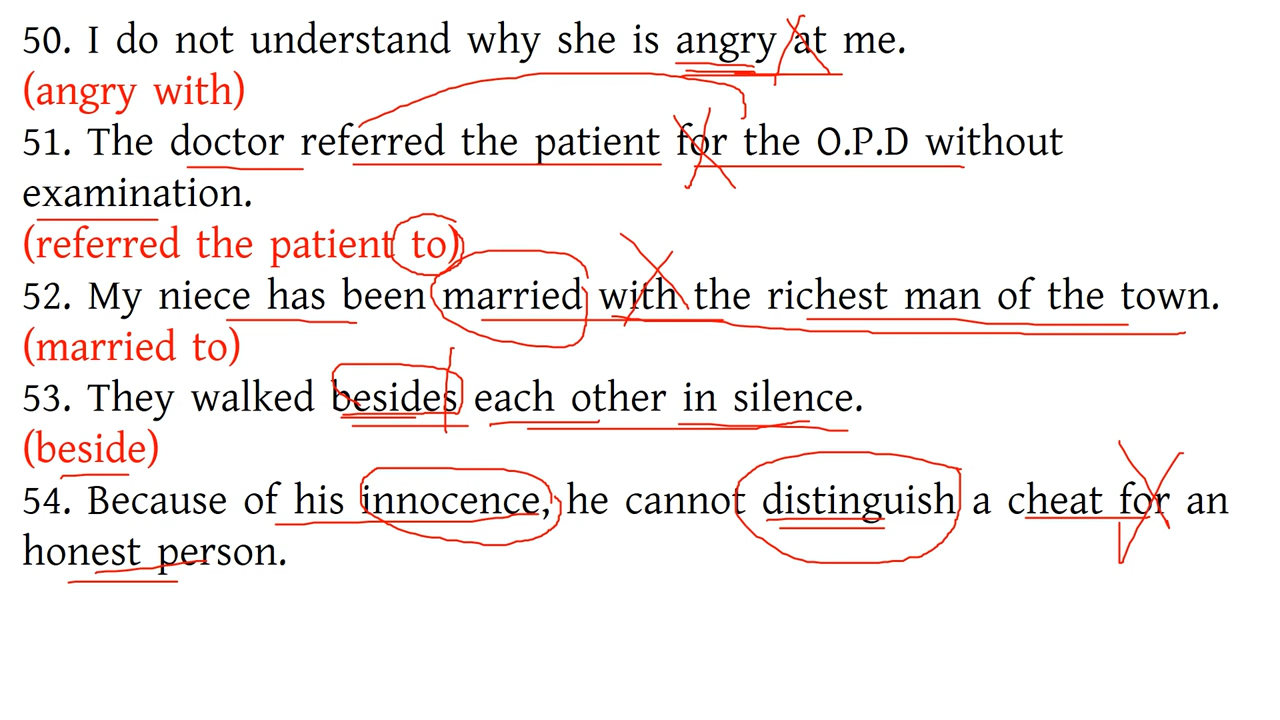 50. I do not understand why she is angry at me.
(angry with)
51. The doctor referred the patient for the O.P.D without
examination.
(referred the patient to)
52. My niece has been married with the richest man of the town.
(married to)
53. They walked besides each other in silence.
(beside)
54. Because of his innocence, he cannot distinguish a cheat for an
honest person.